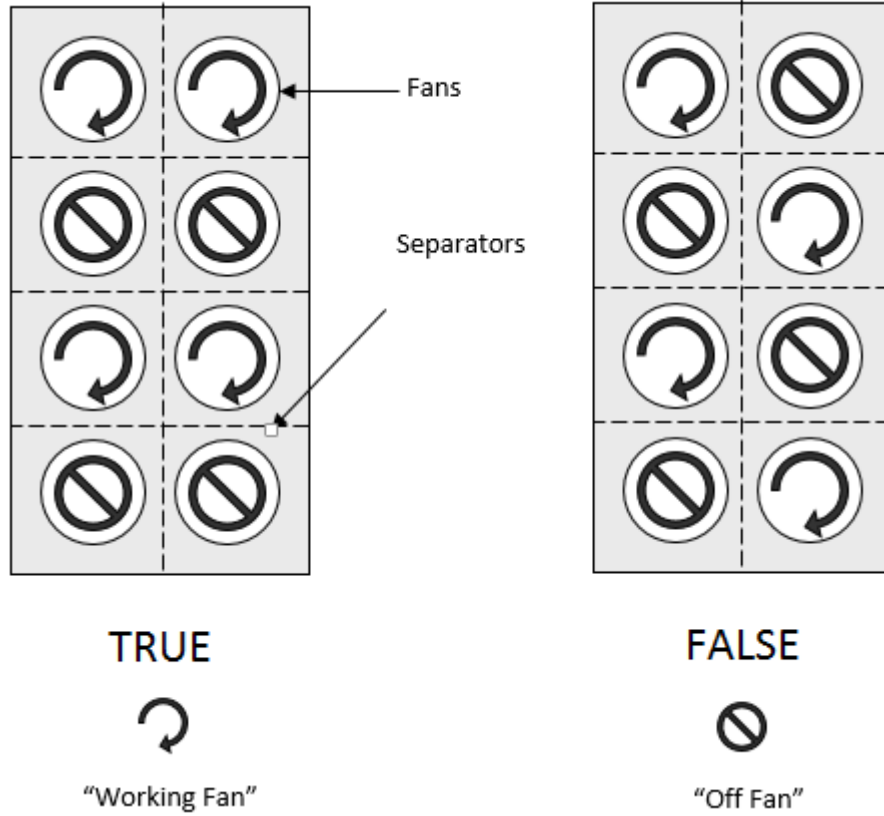 Fans
Separators
TRUE
FALSE
“Working Fan”
“Off Fan”